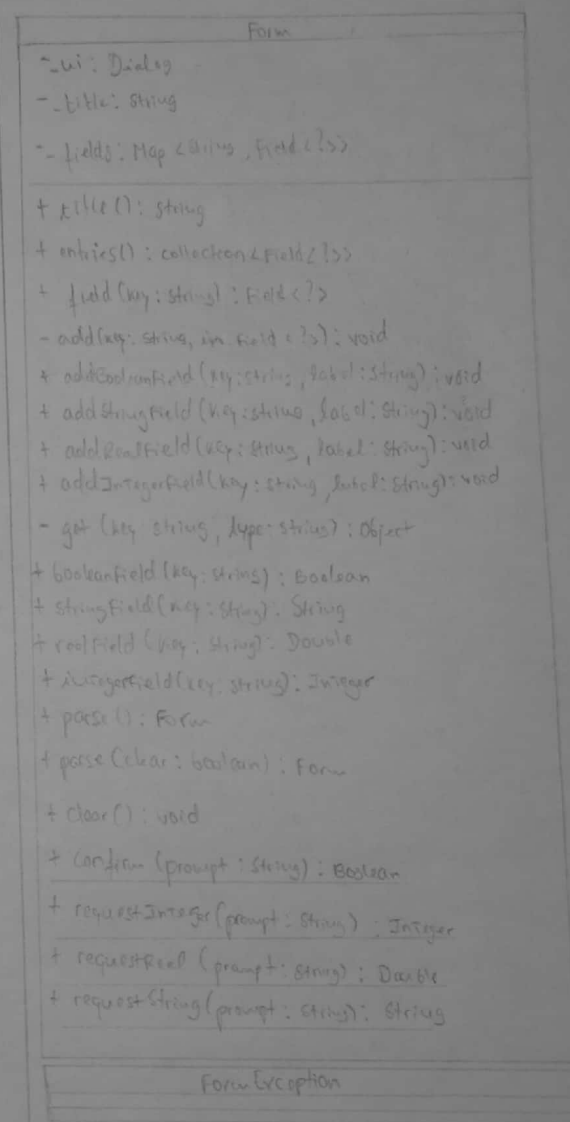 Form
- _ui : Dialog
- _title : String
- _fields : Map <String, Field<?>>
+ title() : String
+ entries() : collection<Field<?>>
+ field(key : String) : Field<?>
- add(key : String, Field<?>) : void
+ addBooleanField(key : String, label : String) : void
+ addStringField(key : String, label : String) : void
+ addRealField(key : String, label : String) : void
+ addIntegerField(key : String, label : String) : void
- get(key String, type String) : Object
+ booleanField(key : String) : Boolean
+ stringField(key : String) : String
+ realField(key : String) : Double
+ integerField(key : String) : Integer
+ parse() : Form
+ parse(clear : boolean) : Form
+ clear() : void
+ confirm(prompt : String) : Boolean
+ requestInteger(prompt : String) : Integer
+ requestReal(prompt : String) : Double
+ requestString(prompt : String) : String
FormException